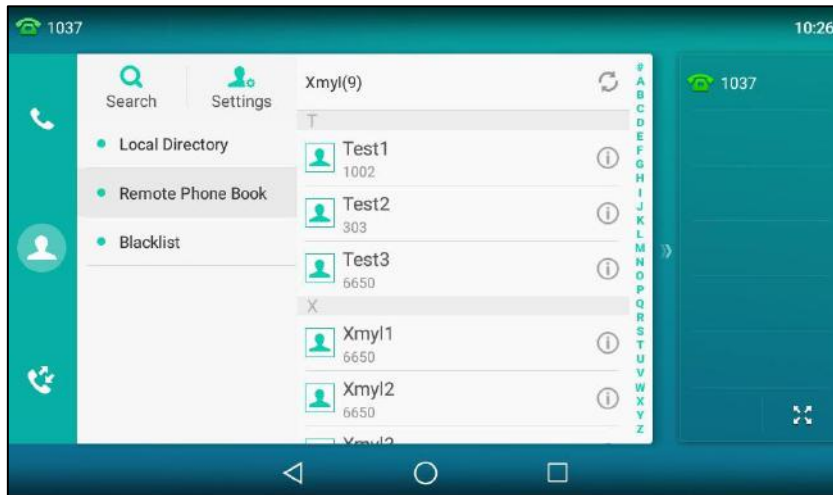 1037
10:26
Search
Settings
Local Directory
Remote Phone Book
Blacklist
Xmyl(9)
T
Test1
1002
Test2
303
Test3
6650
X
Xmyl1
6650
Xmyl2
6650
#
A
B
C
D
E
F
G
H
I
J
K
L
M
N
O
P
Q
R
S
T
U
V
W
X
Y
Z
1037